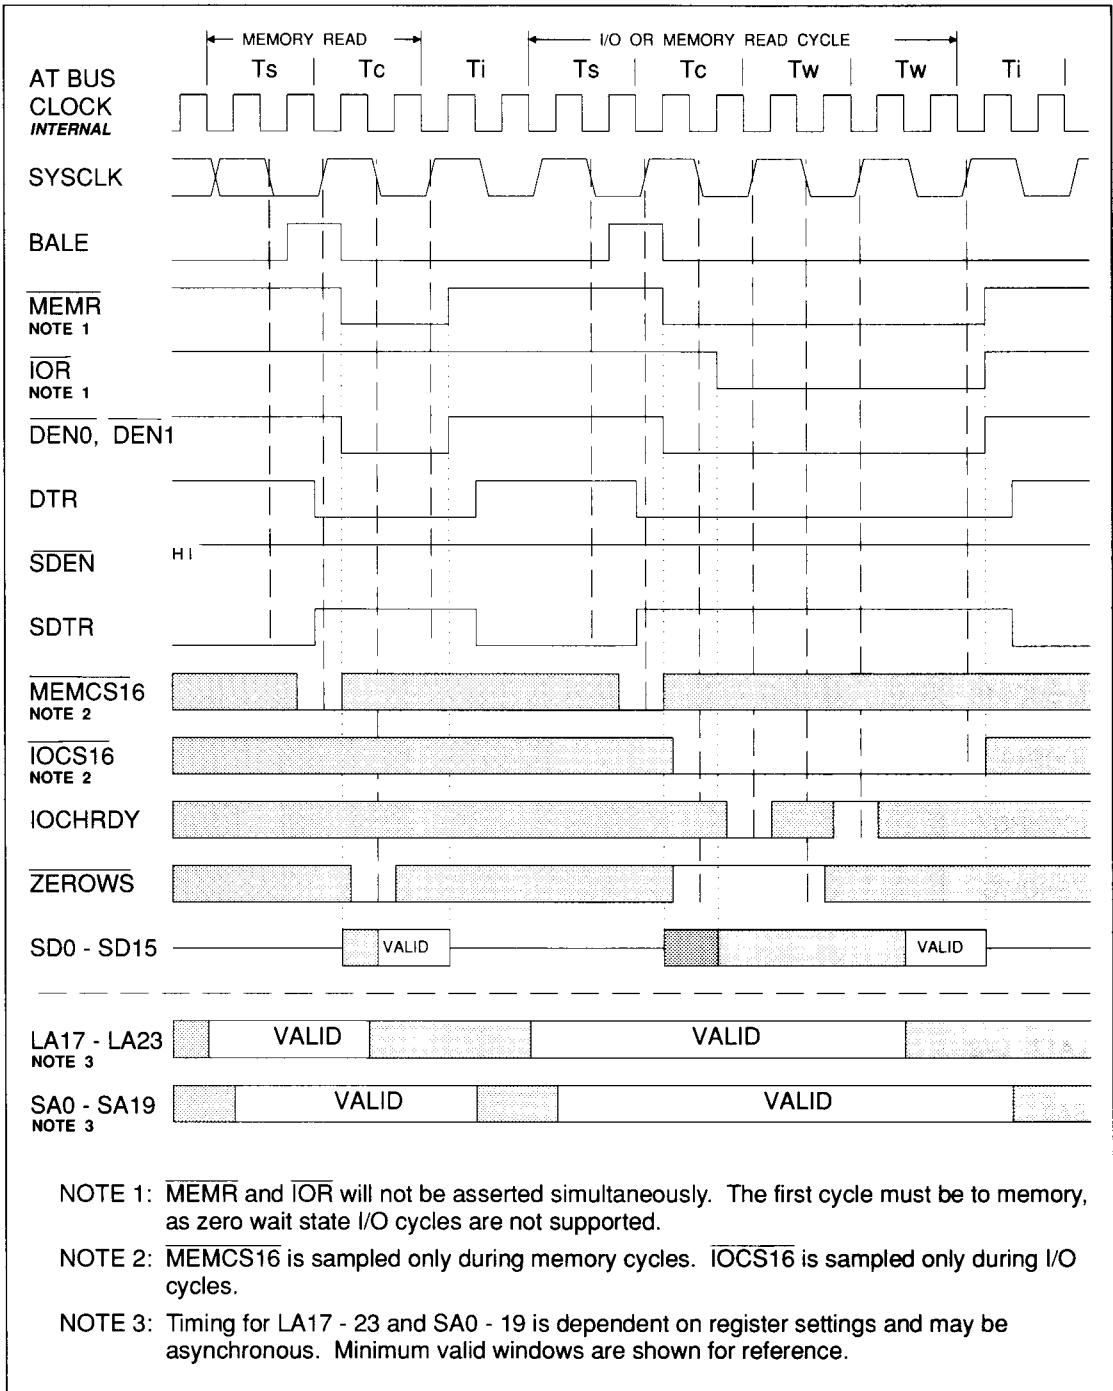 MEMORY READ I/O OR MEMORY READ CYCLE
Ts Tc Ti Ts Tc Tw Tw Ti
AT BUS
CLOCK
INTERNAL
SYSCLK
BALE
MEMR
NOTE 1
IOR
NOTE 1
DEN0, DEN1
DTR
SDEN HI
SDTR
MEMCS16
NOTE 2
IOCS16
NOTE 2
IOCHRDY
ZEROWS
SD0 - SD15 VALID VALID
LA17 - LA23 VALID VALID
NOTE 3
SA0 - SA19 VALID VALID
NOTE 3
NOTE 1: MEMR and IOR will not be asserted simultaneously. The first cycle must be to memory,
as zero wait state I/O cycles are not supported.
NOTE 2: MEMCS16 is sampled only during memory cycles. IOCS16 is sampled only during I/O
cycles.
NOTE 3: Timing for LA17 - 23 and SA0 - 19 is dependent on register settings and may be
asynchronous. Minimum valid windows are shown for reference.